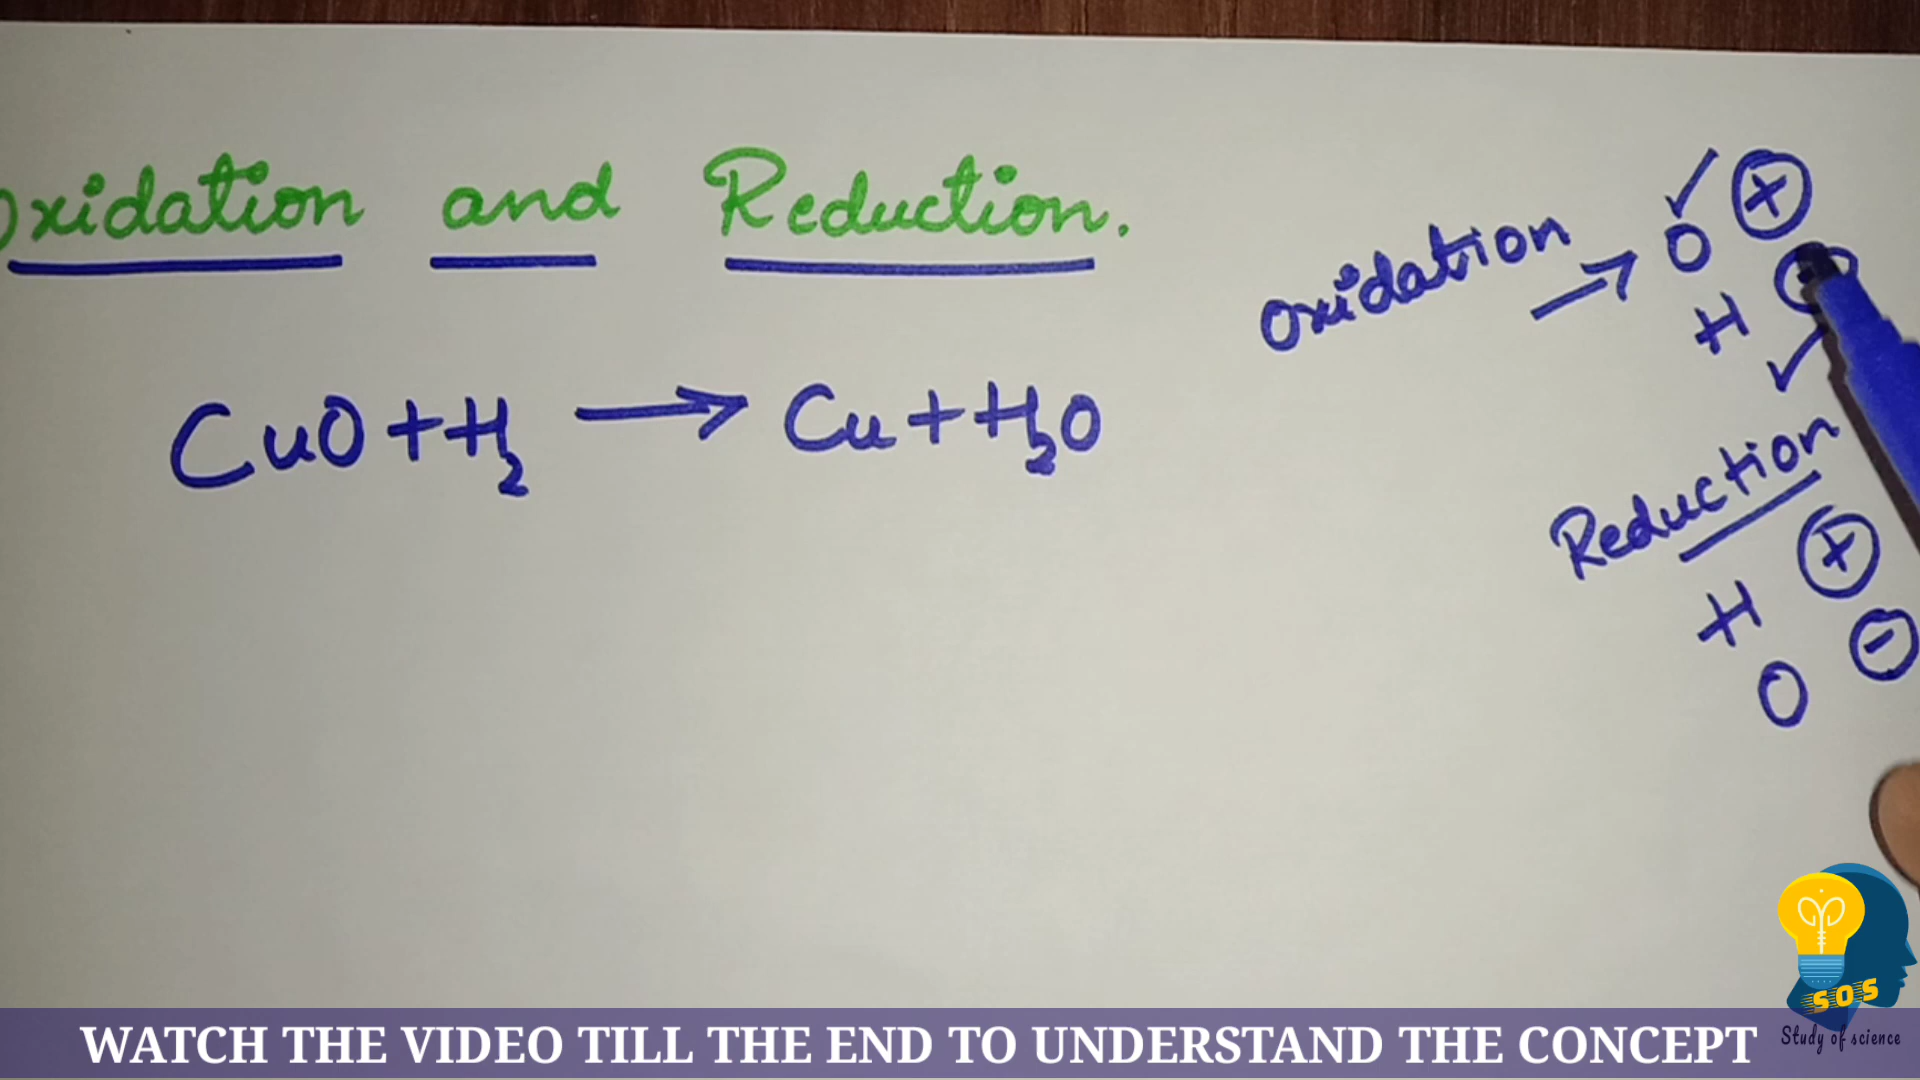 Oxidation and Reduction.
CuO + H₂ → Cu + H₂O
Oxidation → O ✓ ⊕
H ✓
Reduction
H ⊕
O ⊖
SOS
Study of science
WATCH THE VIDEO TILL THE END TO UNDERSTAND THE CONCEPT